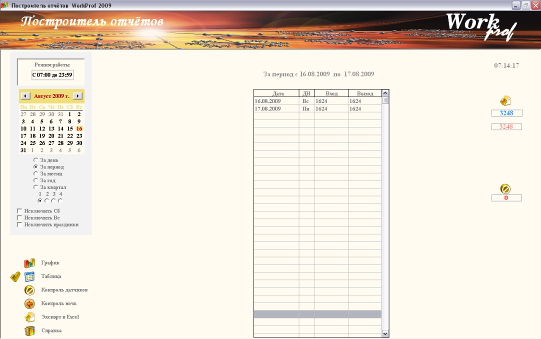 Построитель отчётов WorkProf 2009
Построитель отчётов
Work
prof
Режим работы
С 07:00 до 23:59
Август 2009 г.
Пн Вт Ср Чт Пт Сб Вс
27 28 29 30 31 1 2
3 4 5 6 7 8 9
10 11 12 13 14 15 16
17 18 19 20 21 22 23
24 25 26 27 28 29 30
31 1 2 3 4 5 6
За день
За период
За месяц
За год
За квартал
1 2 3 4
Исключить Сб
Исключить Вс
Исключить праздники
График
Таблица
Контроль датчиков
Контроль ночь
Экспорт в Excel
Справка
За период с 16.08.2009 по 17.08.2009
Дата ДН Вход Выход
16.08.2009 Вс 1624 1624
17.08.2009 Пн 1624 1624
07:14:17
3248
3248
0